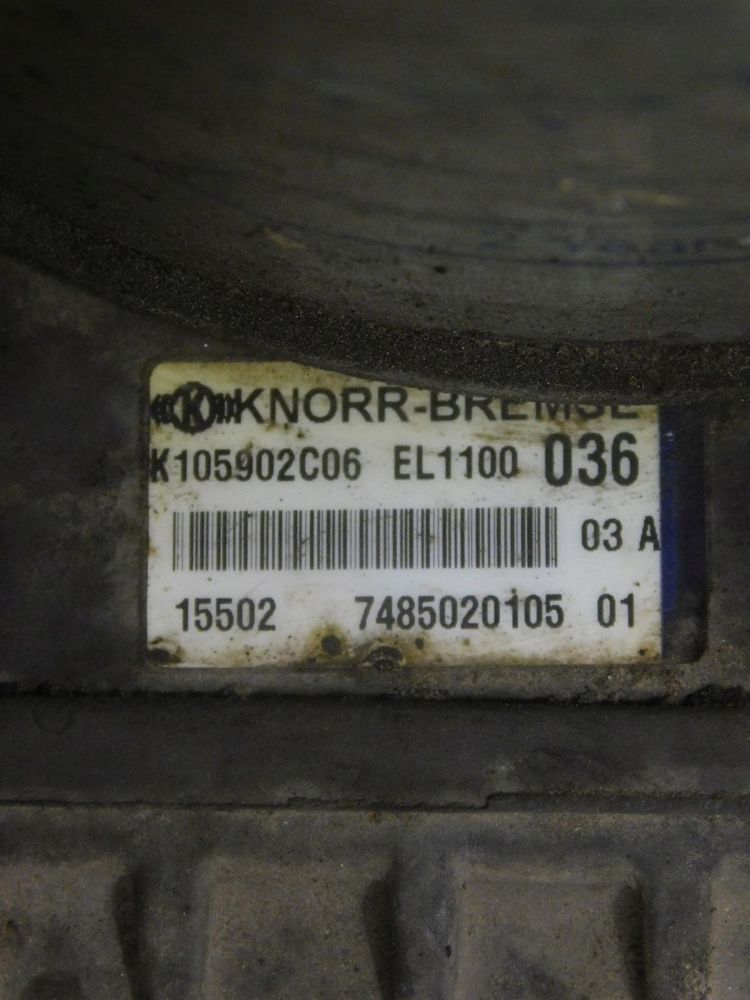 KNORR-BREMSE
K105902C06 EL1100 036
03 A
15502 7485020105 01